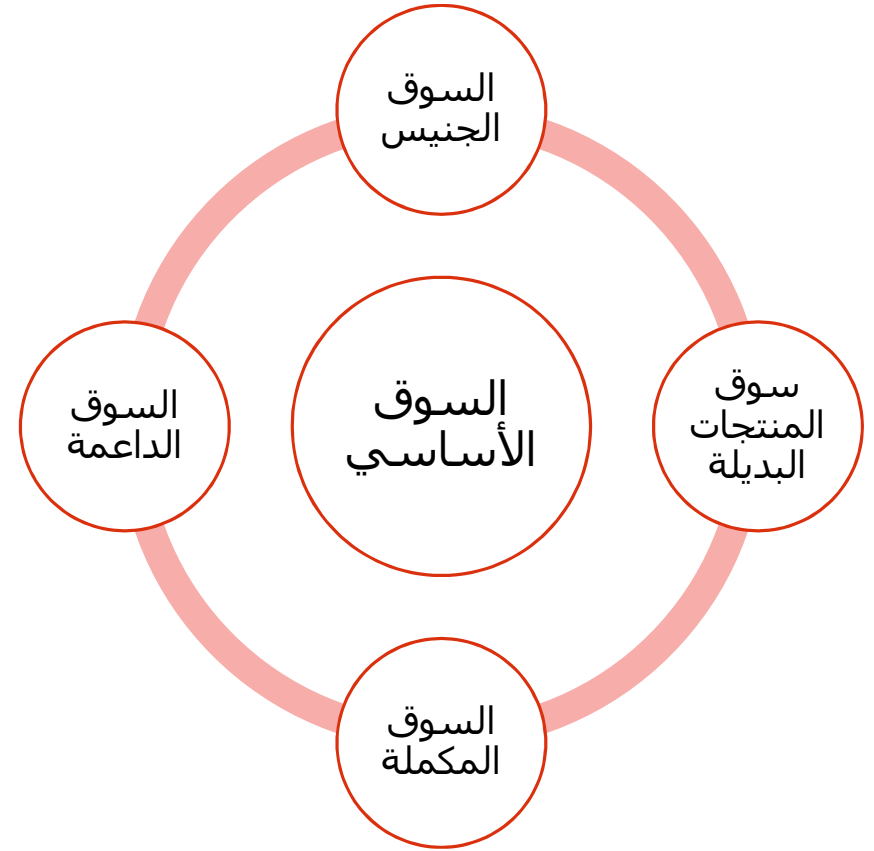 السوق
الجنيس
سوق
المنتجات
البديلة
السوق
الأساسي
السوق
الداعمة
السوق
المكملة